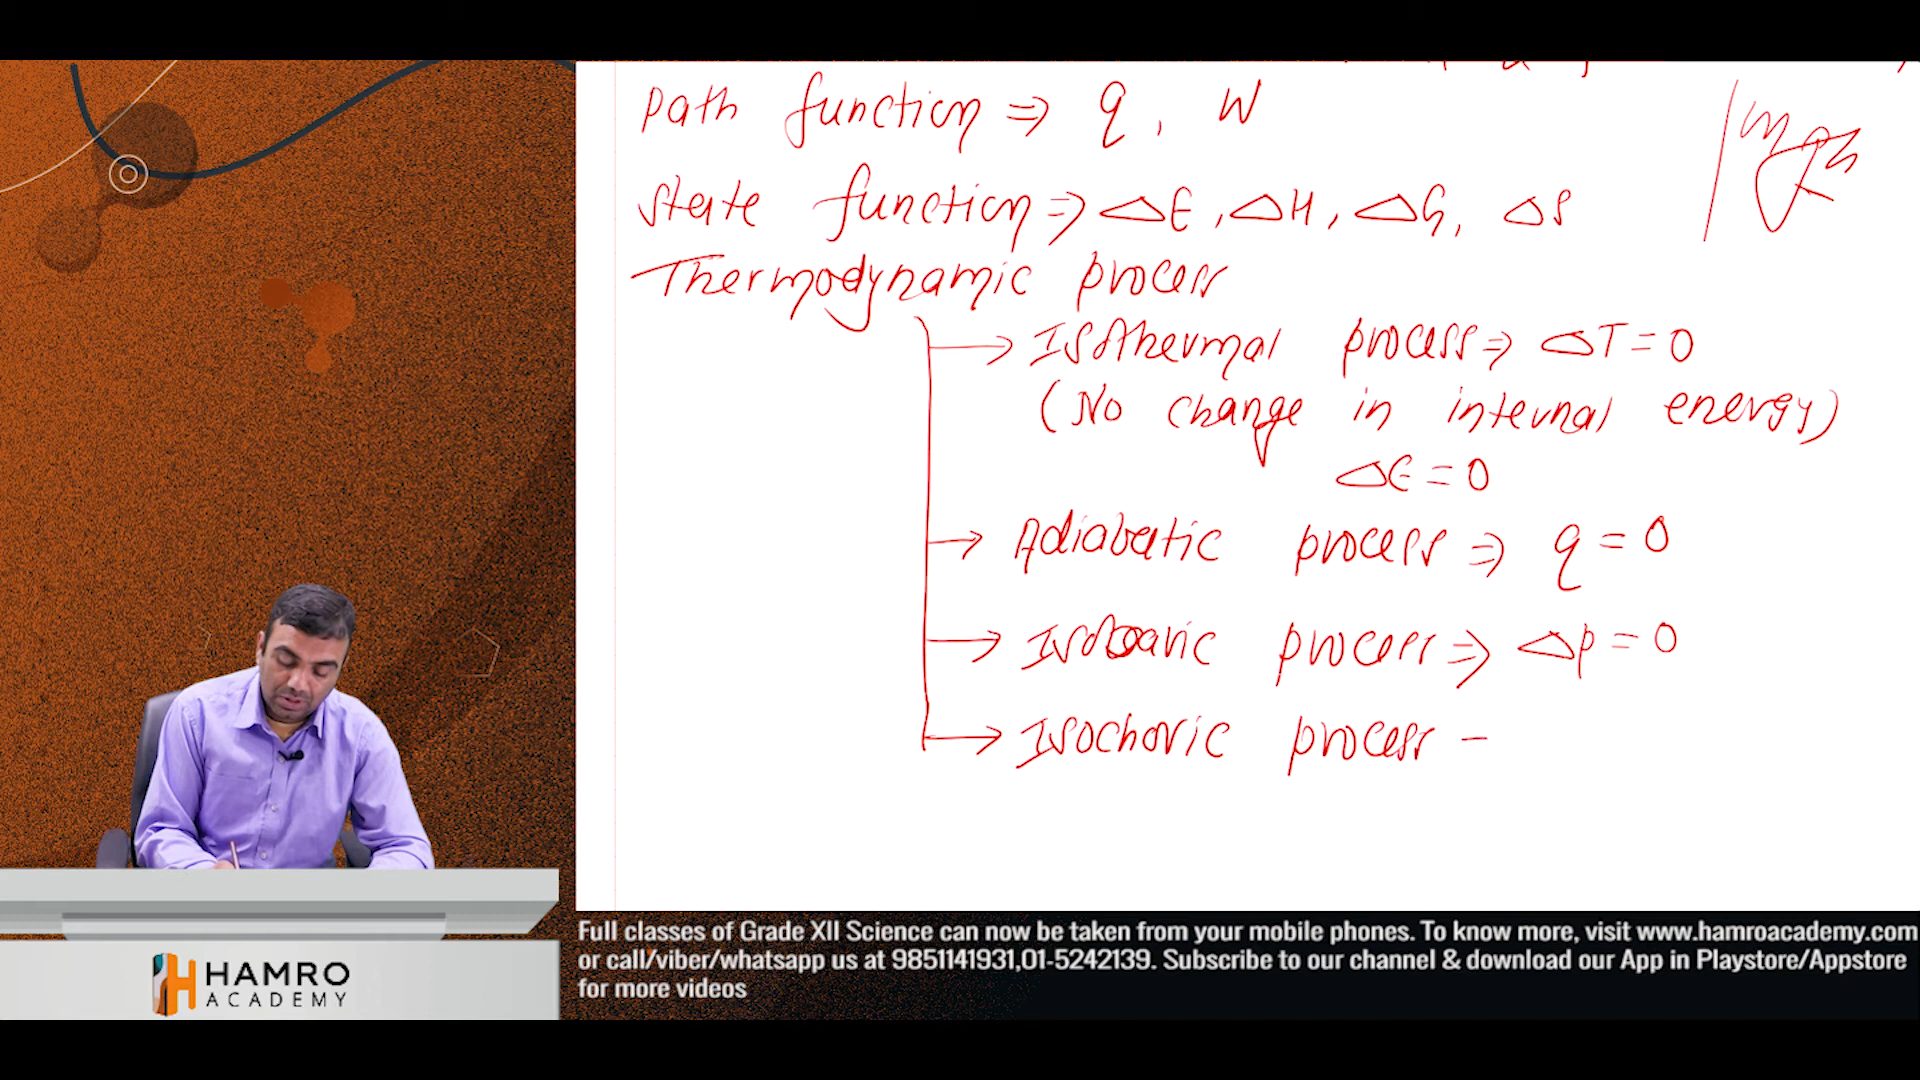 Path function ⇒ q, W
State function ⇒ ΔE, ΔH, ΔG, ΔS
Thermodynamic process
→ Isothermal process ⇒ ΔT = 0
(No change in internal energy)
ΔE = 0
→ Adiabatic process ⇒ q = 0
→ Isobaric process ⇒ ΔP = 0
→ Isochoric process -
Full classes of Grade XII Science can now be taken from your mobile phones. To know more, visit www.hamroacademy.com
or call/viber/whatsapp us at 9851141931,01-5242139. Subscribe to our channel & download our App in Playstore/Appstore
for more videos
HAMRO
ACADEMY